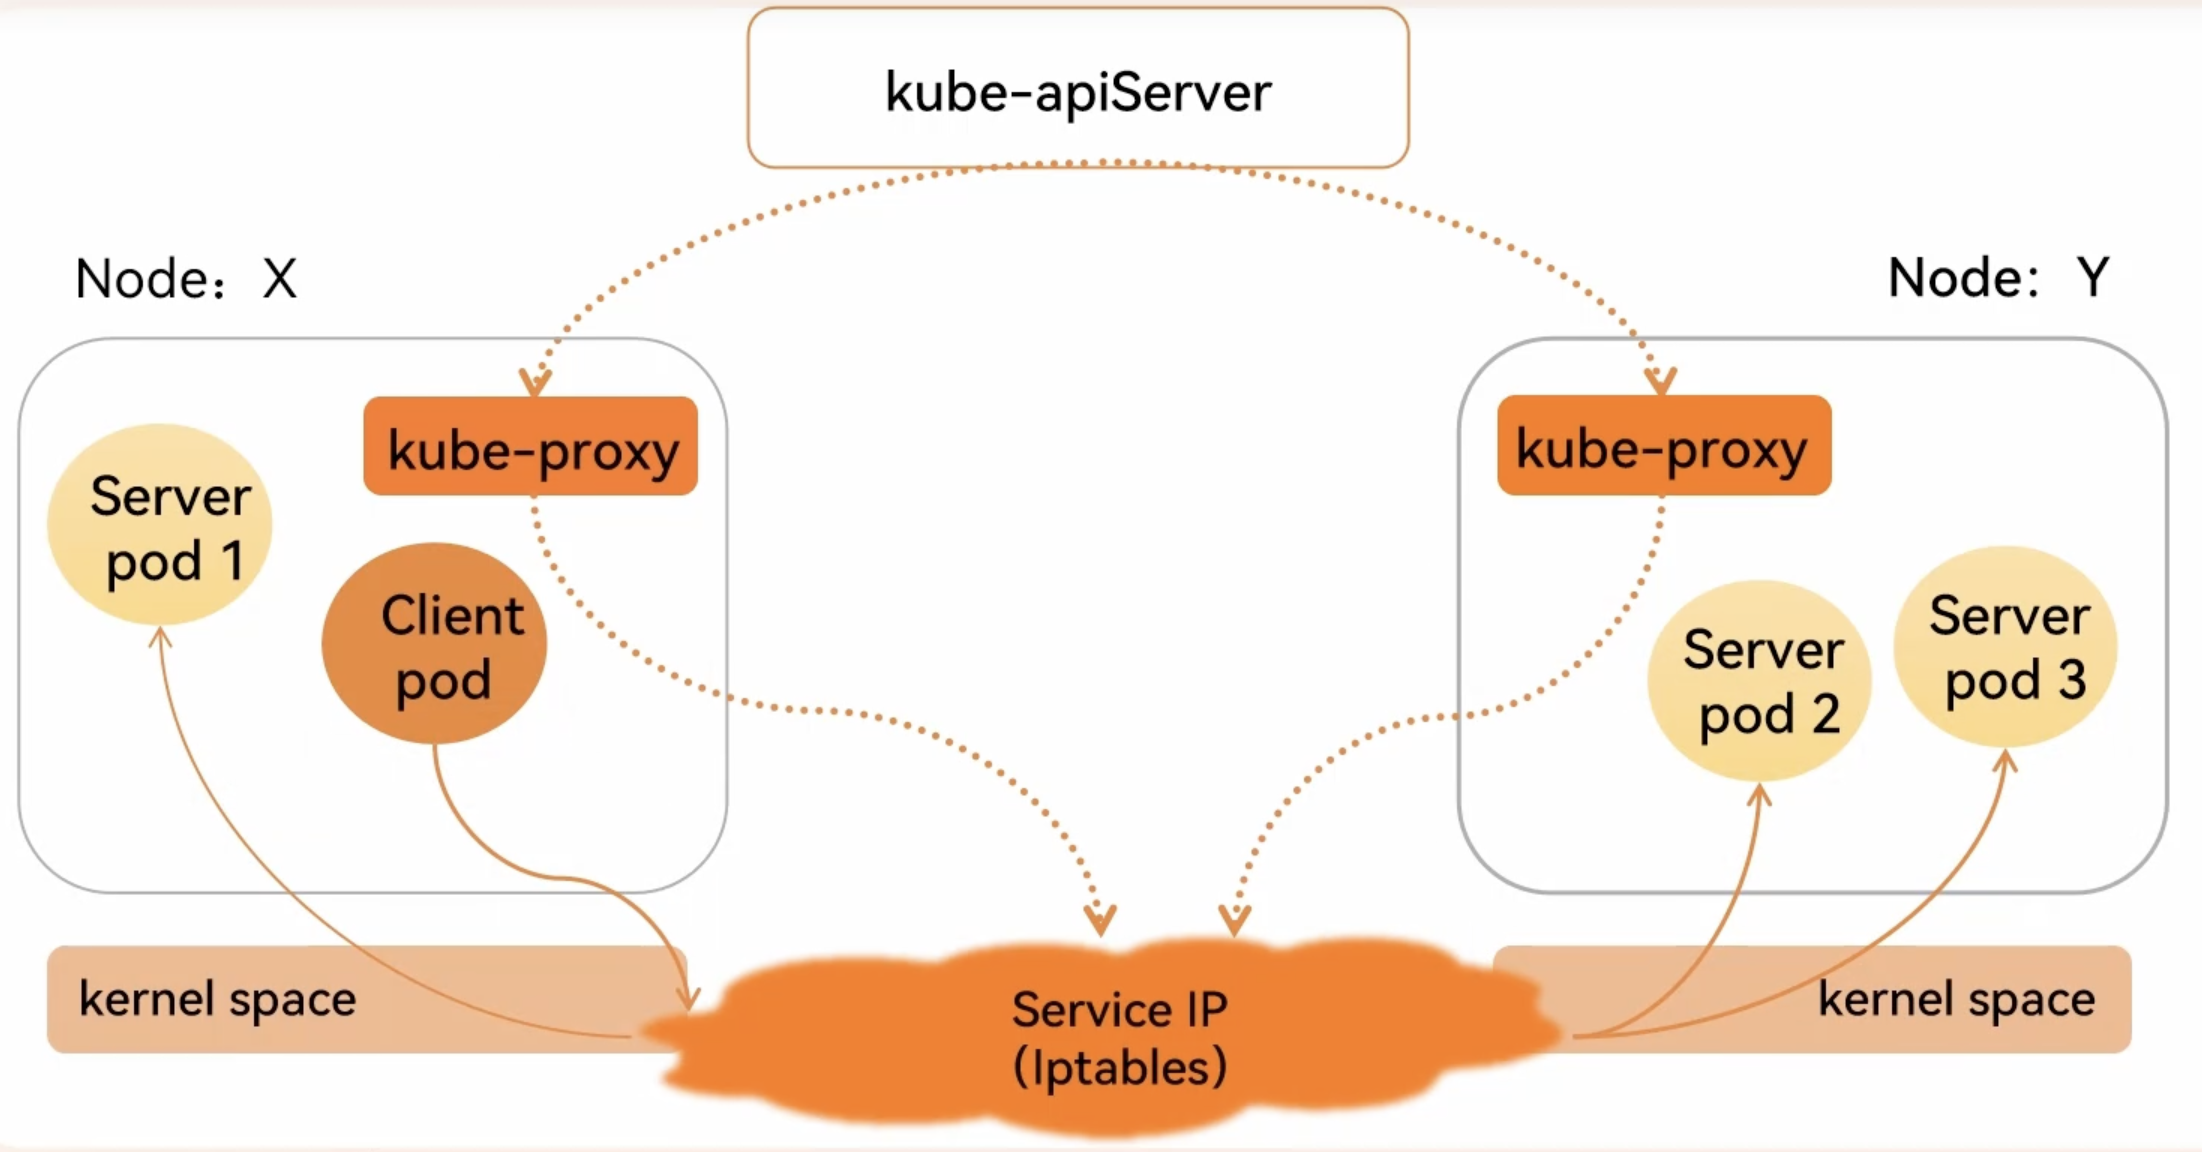 kube-apiServer
Node：X
Node：Y
kube-proxy
kube-proxy
Server
pod 1
Client
pod
Server
pod 2
Server
pod 3
kernel space
Service IP
(Iptables)
kernel space